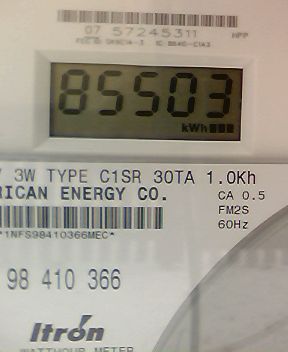 07 57245311
85503
kWh
3W TYPE C1SR 30TA 1.0Kh
RICAN ENERGY CO.
CA 0.5
FM2S
60Hz
*1NFS98410366MEC*
98 410 366
Itrón
WATTHOUR METER